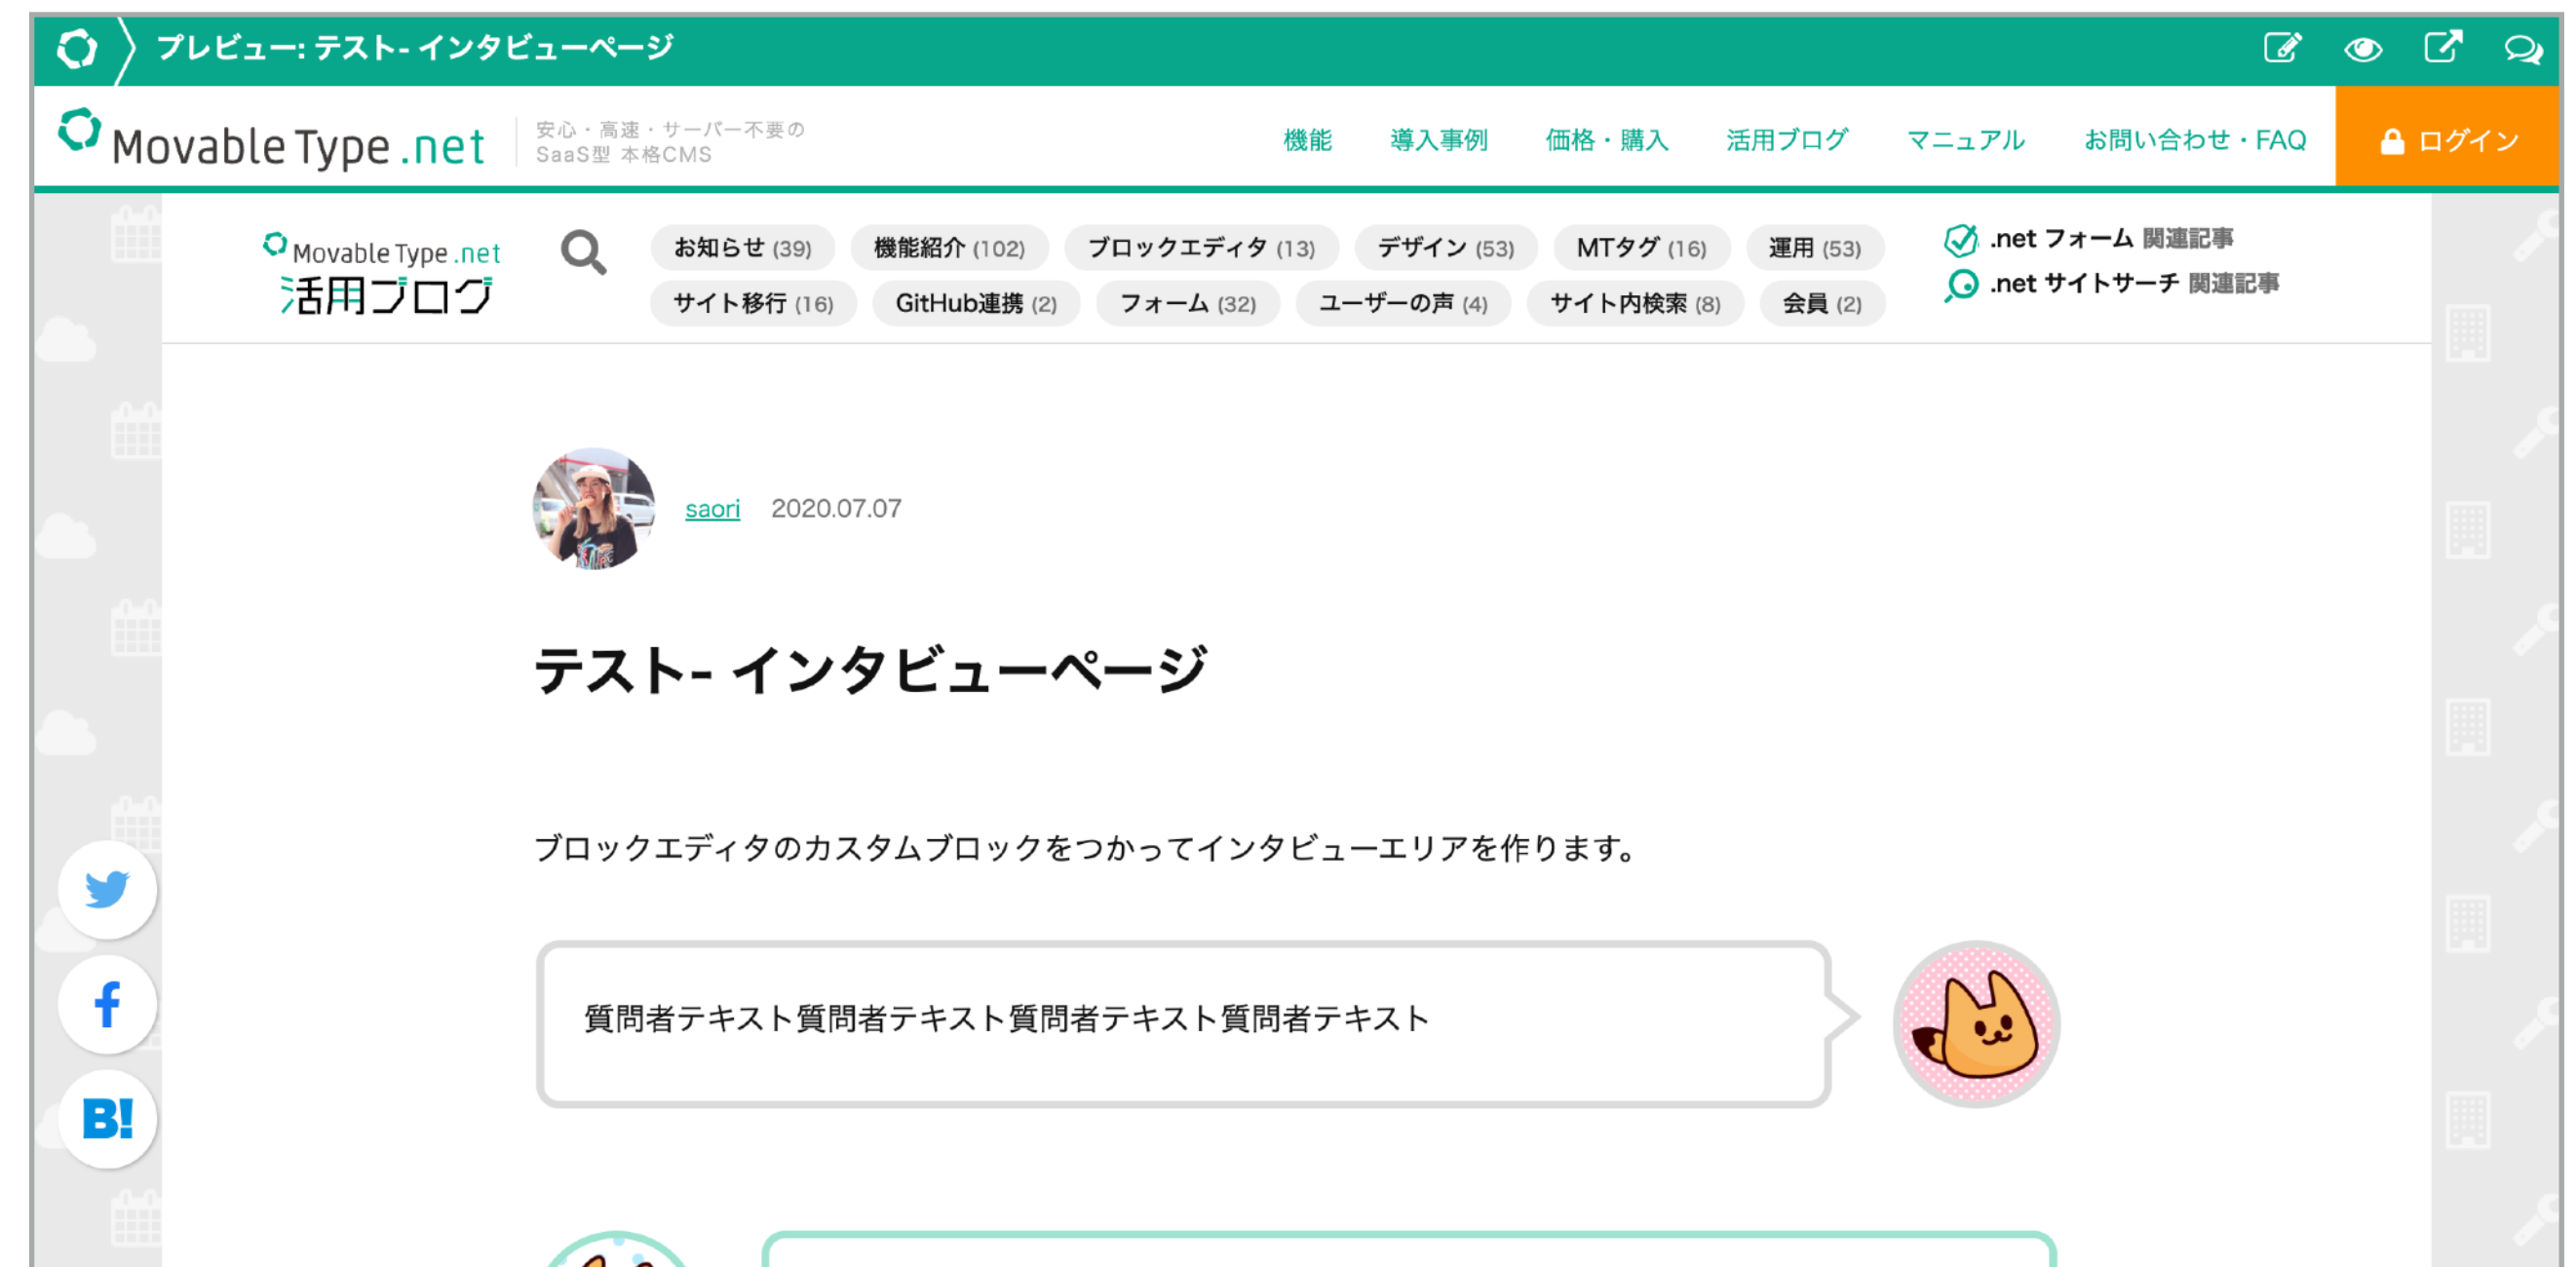 プレビュー: テスト- インタビューページ
MovableType.net
安心・高速・サーバー不要の
SaaS型 本格CMS
機能 導入事例 価格・購入 活用ブログ マニュアル お問い合わせ・FAQ ログイン
MovableType.net
活用ブログ
お知らせ (39) 機能紹介 (102) ブロックエディタ (13) デザイン (53) MTタグ (16) 運用 (53)
サイト移行 (16) GitHub連携 (2) フォーム (32) ユーザーの声 (4) サイト内検索 (8) 会員 (2)
.net フォーム 関連記事
.net サイトサーチ 関連記事
saori 2020.07.07
テスト- インタビューページ
ブロックエディタのカスタムブロックをつかってインタビューエリアを作ります。
質問者テキスト質問者テキスト質問者テキスト質問者テキスト
B!